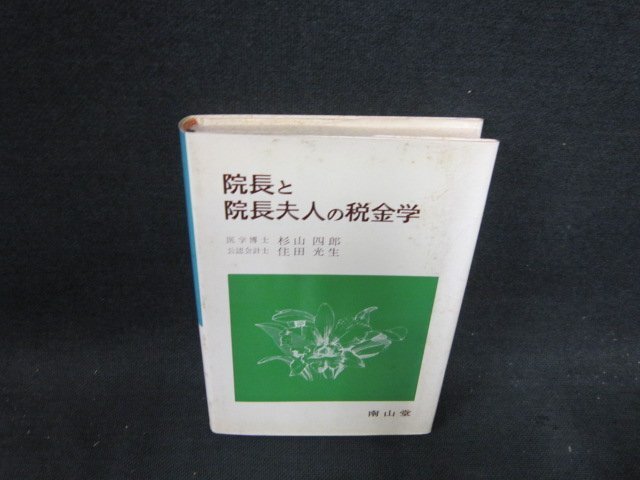 院長と
院長夫人の税金学
医学博士 杉山四郎
公認会計士 住田光生
南山堂